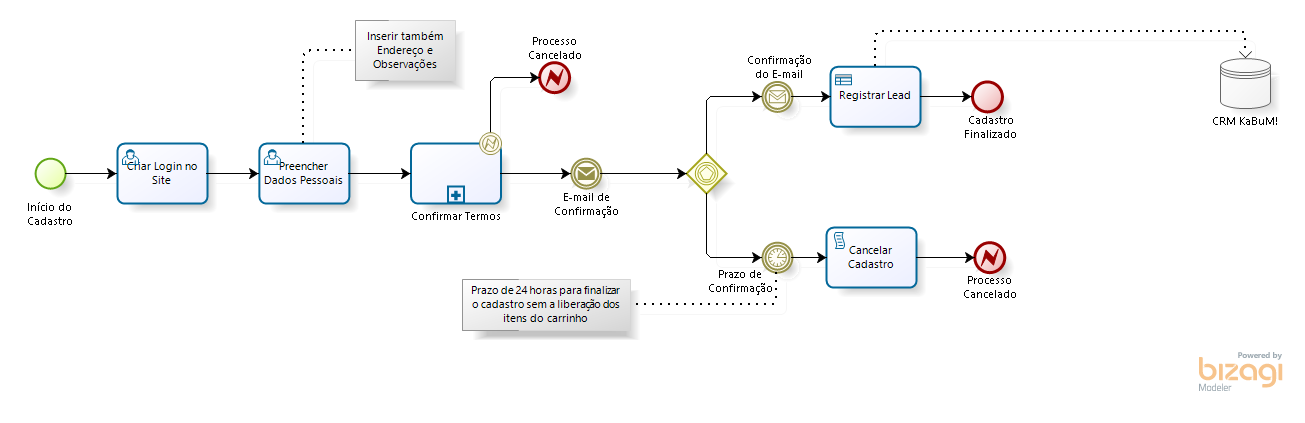 Inserir também
Endereço e
Observações
Processo
Cancelado
Confirmação
do E-mail
Registrar Lead
Cadastro
Finalizado
CRM KaBuM!
Início do
Cadastro
Criar Login no
Site
Preencher
Dados Pessoais
Confirmar Termos
E-mail de
Confirmação
Prazo de
Confirmação
Cancelar
Cadastro
Processo
Cancelado
Prazo de 24 horas para finalizar
o cadastro sem a liberação dos
itens do carrinho
Powered by
bizagi
Modeler